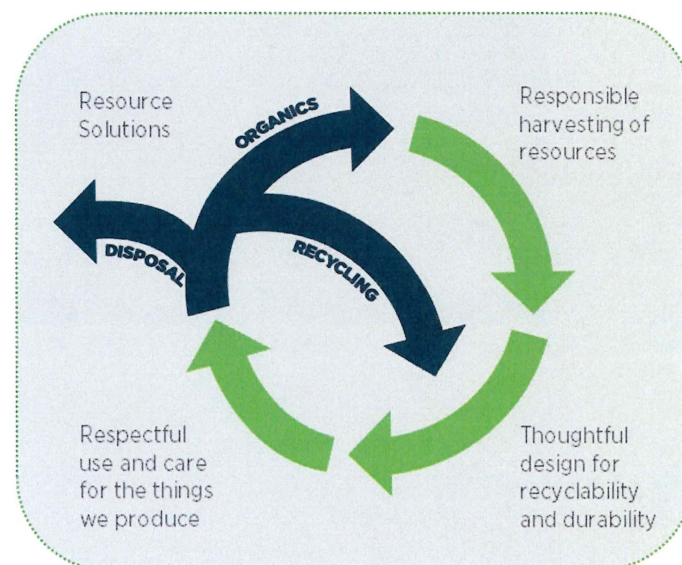 Resource
Solutions
ORGANICS
Responsible
harvesting of
resources
DISPOSAL
RECYCLING
Respectful
use and care
for the things
we produce
Thoughtful
design for
recyclability
and durability